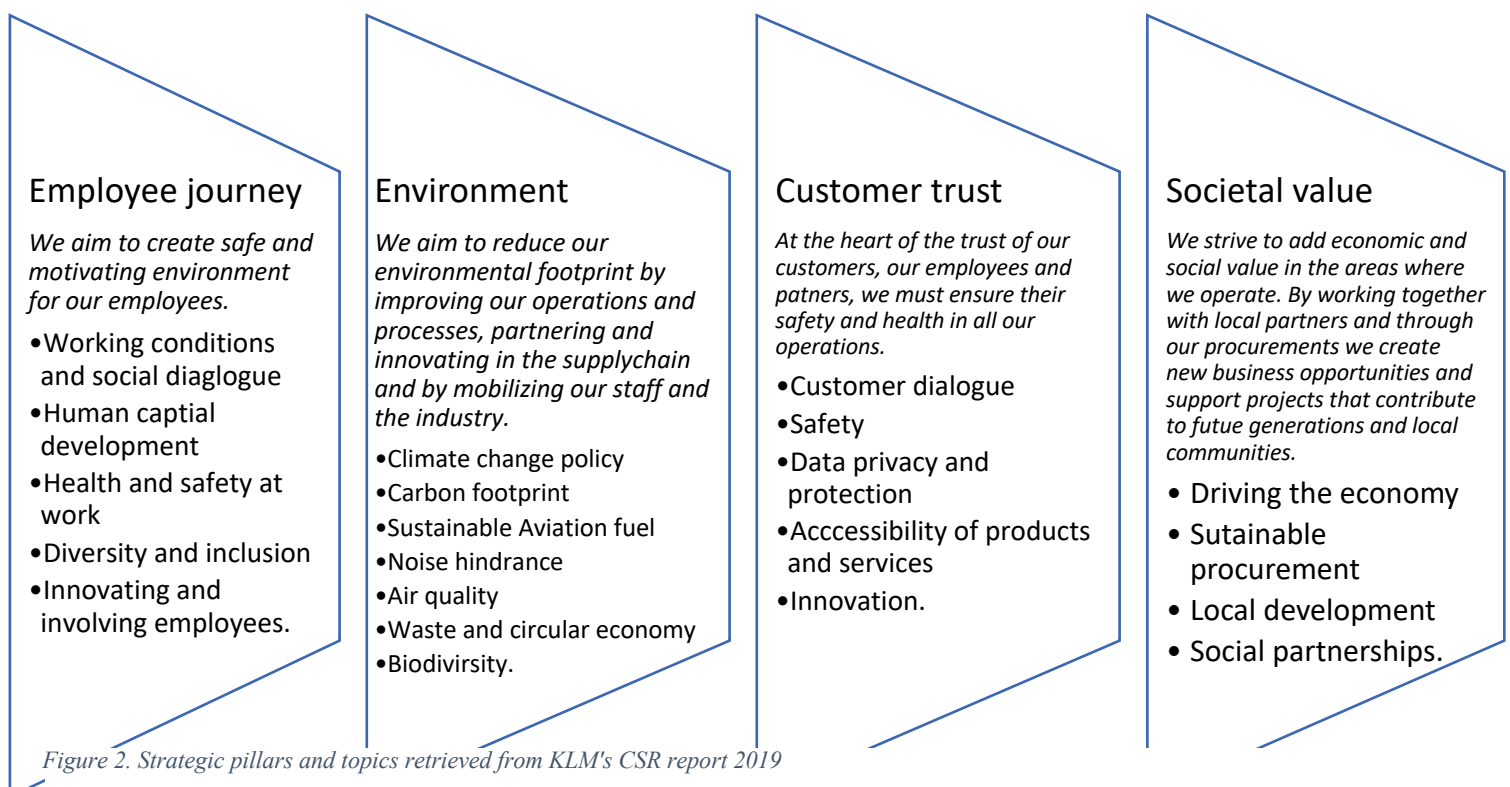 Employee journey
We aim to create safe and
motivating environment
for our employees.
•Working conditions
and social diaglogue
•Human captial
development
•Health and safety at
work
•Diversity and inclusion
•Innovating and
involving employees.
Environment
We aim to reduce our
environmental footprint by
improving our operations and
processes, partnering and
innovating in the supplychain
and by mobilizing our staff and
the industry.
•Climate change policy
•Carbon footprint
•Sustainable Aviation fuel
•Noise hindrance
•Air quality
•Waste and circular economy
•Biodivirsity.
Customer trust
At the heart of the trust of our
customers, our employees and
patners, we must ensure their
safety and health in all our
operations.
•Customer dialogue
•Safety
•Data privacy and
protection
•Acccessibility of products
and services
•Innovation.
Societal value
We strive to add economic and
social value in the areas where
we operate. By working together
with local partners and through
our procurements we create
new business opportunities and
support projects that contribute
to futue generations and local
communities.
• Driving the economy
• Sutainable
procurement
• Local development
• Social partnerships.
Figure 2. Strategic pillars and topics retrieved from KLM's CSR report 2019